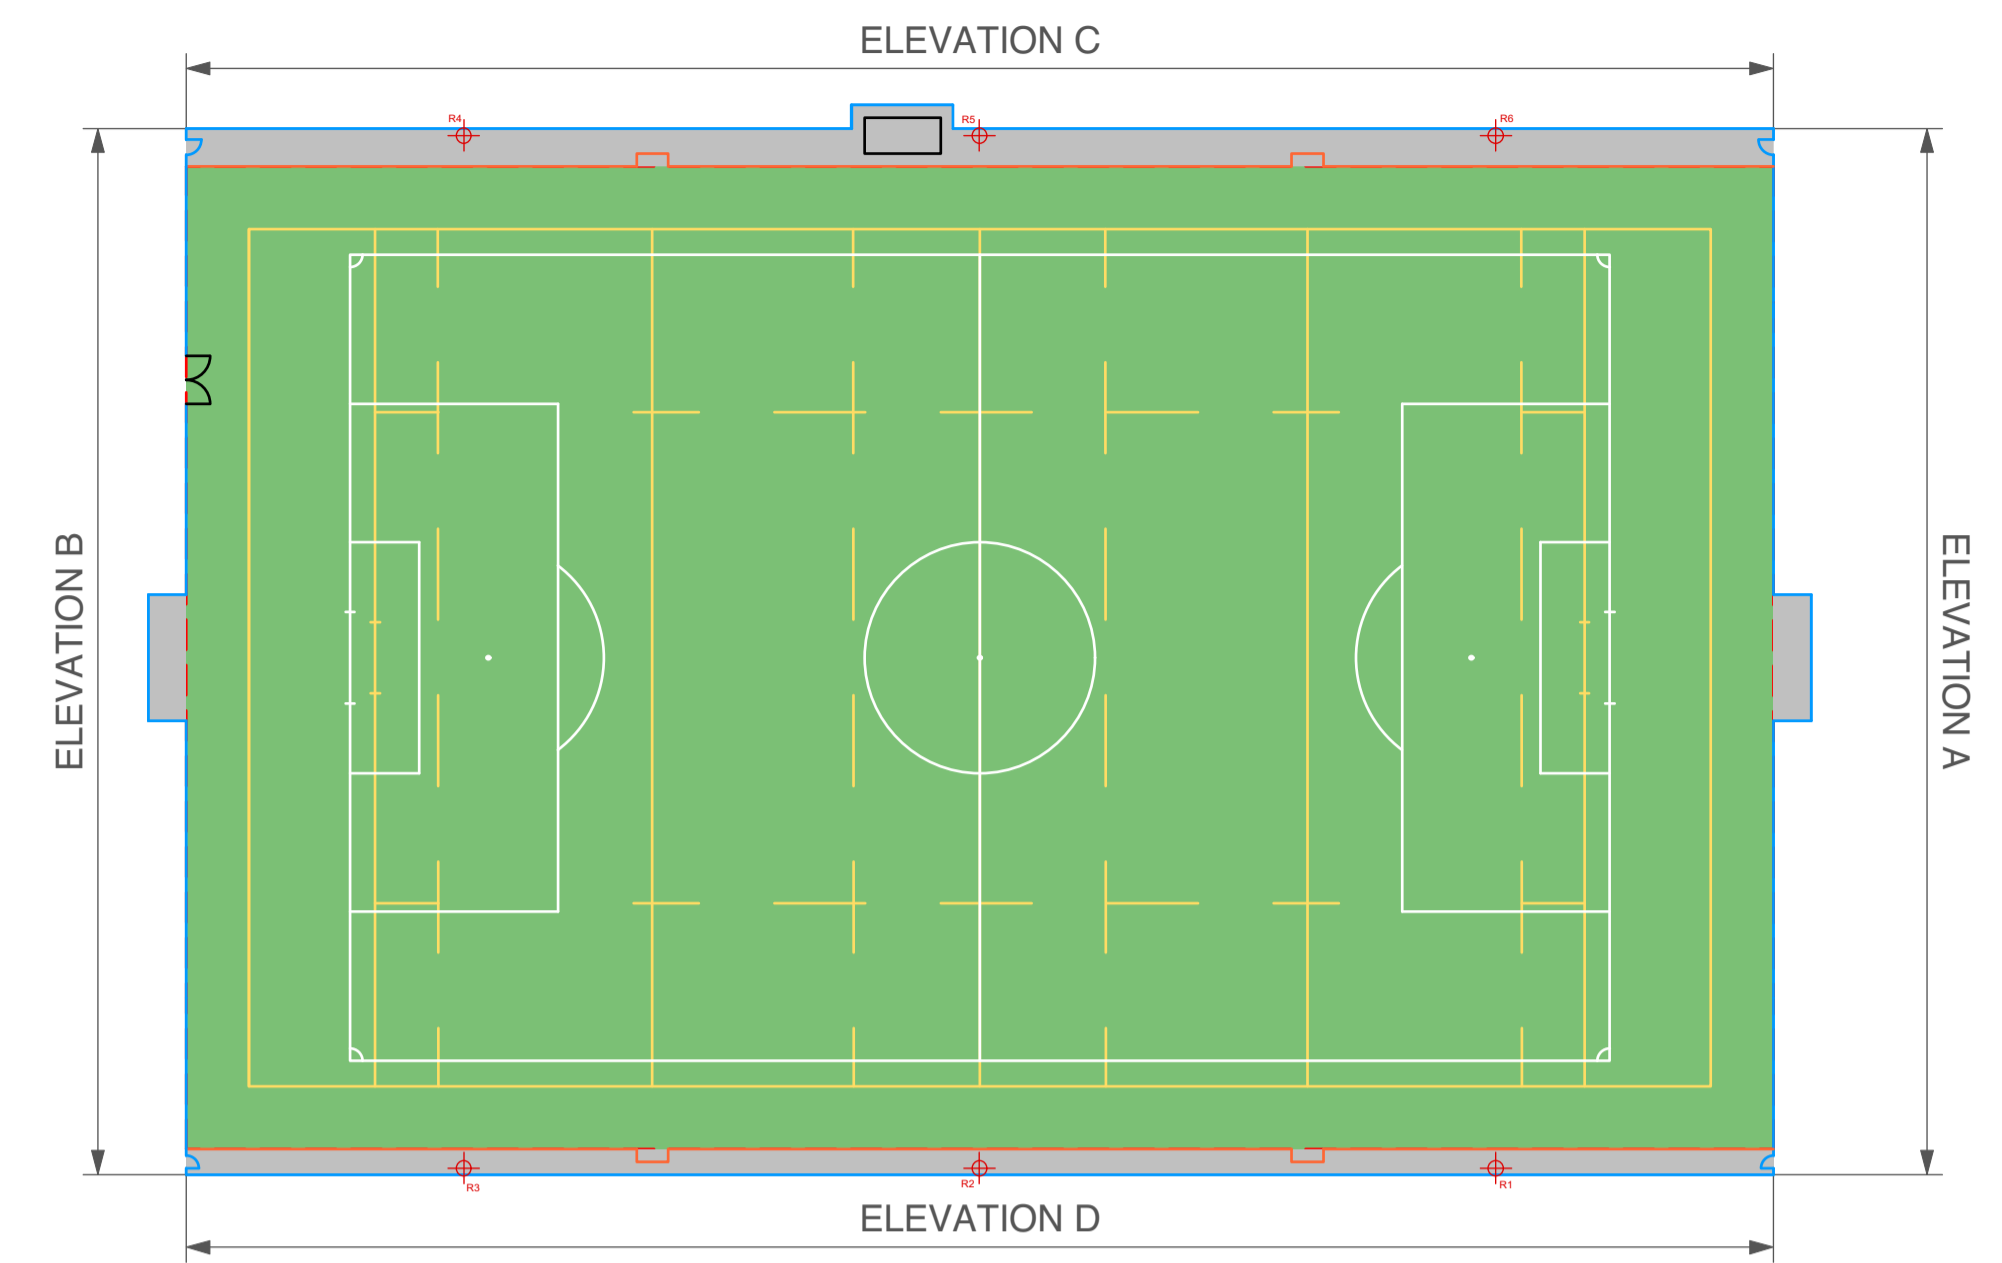 ELEVATION C
R4
R5
R6
ELEVATION B
ELEVATION A
R3
R2
R1
ELEVATION D